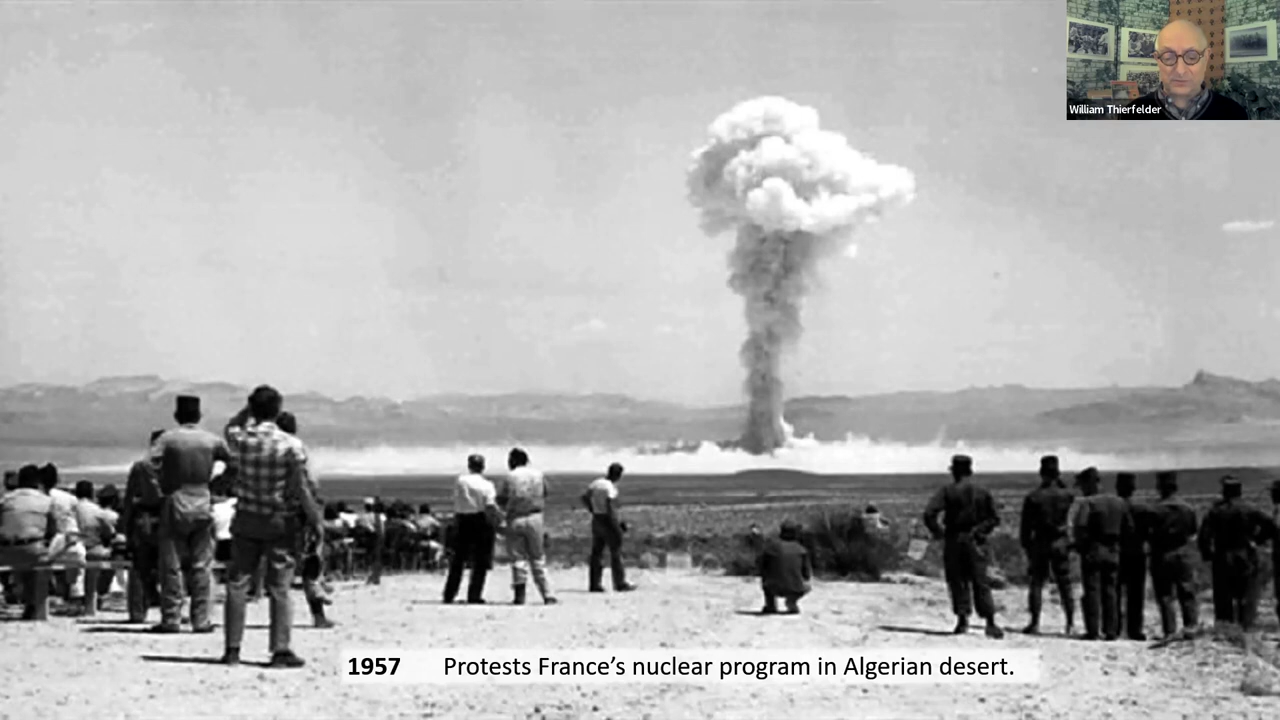 William Thierfelder
1957 Protests France’s nuclear program in Algerian desert.